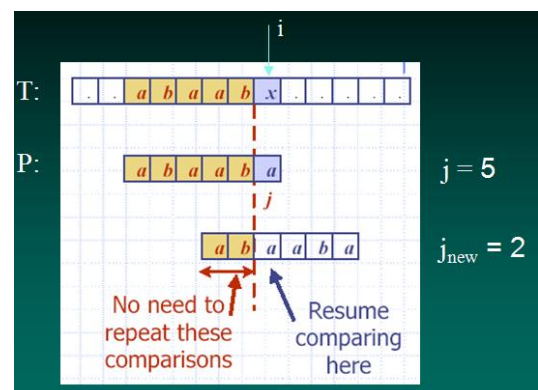 i
T: . . a b a a b x . . . . .
P: a b a a b a
j = 5
j
a b a a b a
jnew = 2
No need to
repeat these
comparisons
Resume
comparing
here